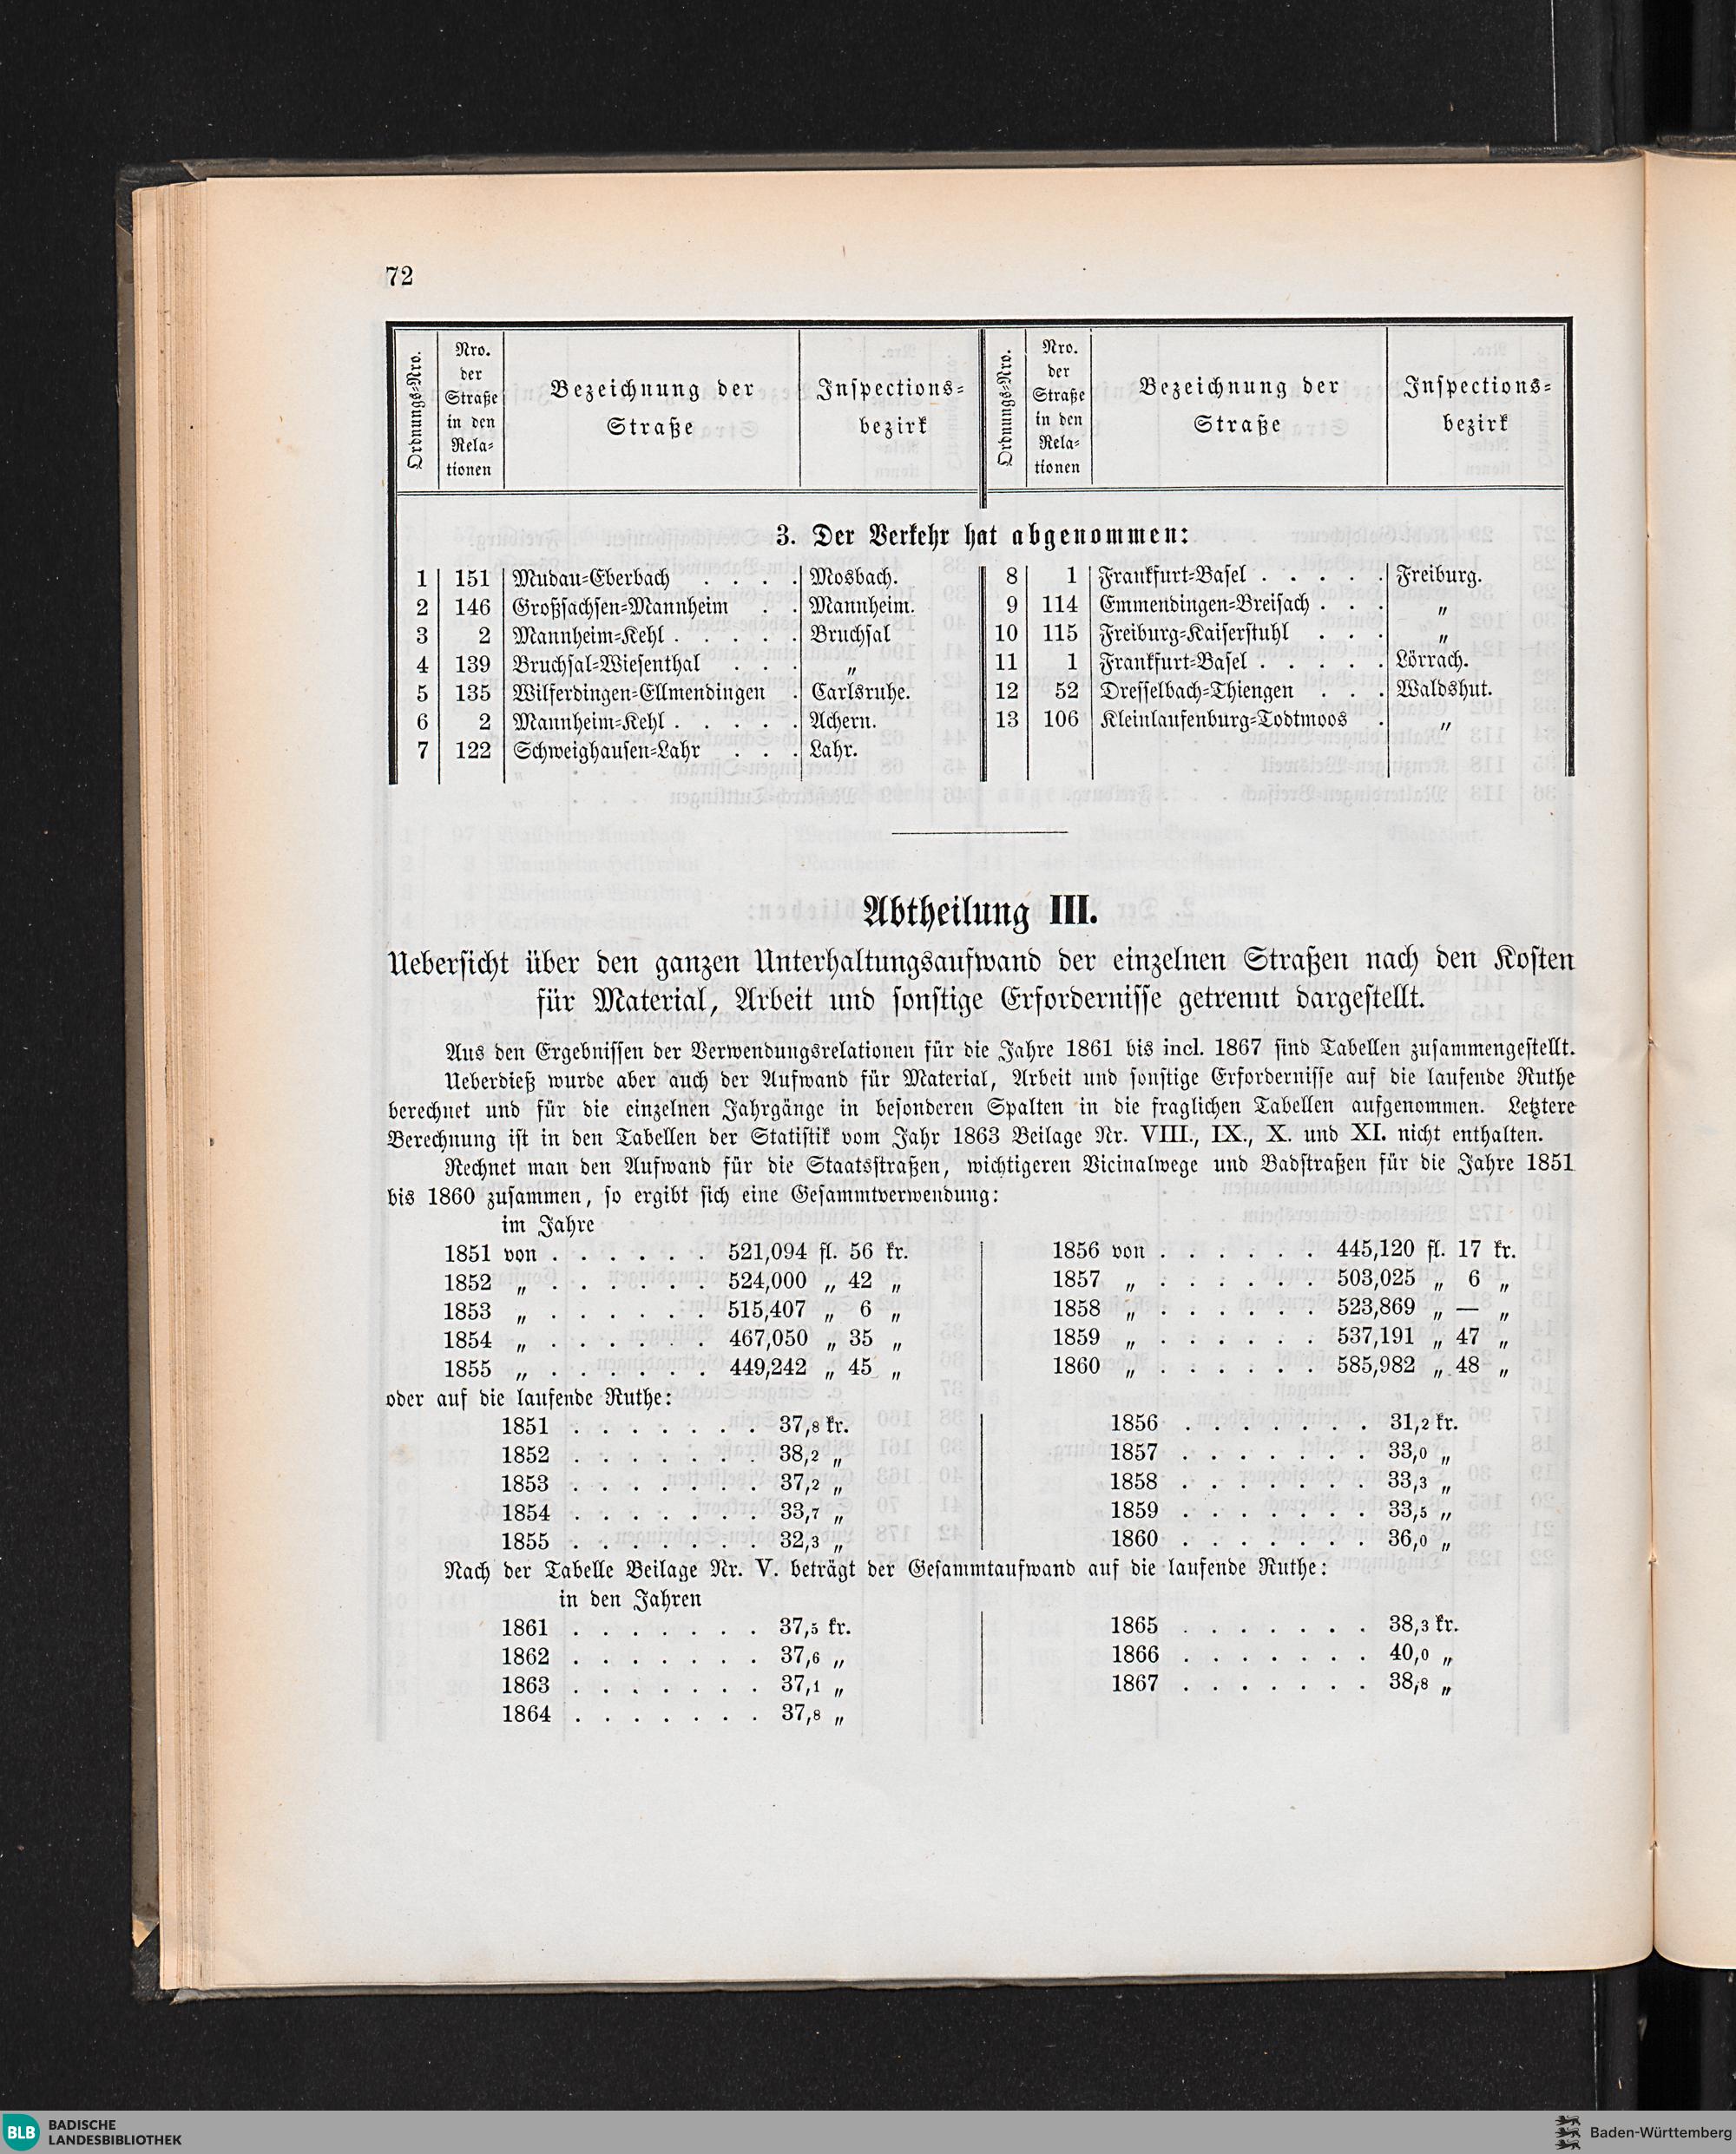 72
Ordnungs=Nro. | Nro. der Straße in den Rela=tionen | Bezeichnung der Straße | Inspections=bezirk | Ordnungs=Nro. | Nro. der Straße in den Rela=tionen | Bezeichnung der Straße | Inspections=bezirk
3. Der Verkehr hat abgenommen:
1 151 Mudau=Eberbach . . . . Mosbach.
2 146 Großsachsen=Mannheim . . Mannheim.
3 2 Mannheim=Kehl . . . . . Bruchsal
4 139 Bruchsal=Wiesenthal . . . „
5 135 Wilferdingen=Ellmendingen . Carlsruhe.
6 2 Mannheim=Kehl . . . . . Achern.
7 122 Schweighausen=Lahr . . . Lahr.
8 1 Frankfurt=Basel . . . . . Freiburg.
9 114 Emmendingen=Breisach . . . „
10 115 Freiburg=Kaiserstuhl . . . „
11 1 Frankfurt=Basel . . . . . Lörrach.
12 52 Dresselbach=Thiengen . . . Waldshut.
13 106 Kleinlaufenburg=Todtmoos . „
Abtheilung III.
Uebersicht über den ganzen Unterhaltungsaufwand der einzelnen Straßen nach den Kosten
für Material, Arbeit und sonstige Erfordernisse getrennt dargestellt.
Aus den Ergebnissen der Verwendungsrelationen für die Jahre 1861 bis incl. 1867 sind Tabellen zusammengestellt.
Ueberdieß wurde aber auch der Aufwand für Material, Arbeit und sonstige Erfordernisse auf die laufende Ruthe
berechnet und für die einzelnen Jahrgänge in besonderen Spalten in die fraglichen Tabellen aufgenommen. Letztere
Berechnung ist in den Tabellen der Statistik vom Jahr 1863 Beilage Nr. VIII., IX., X. und XI. nicht enthalten.
Rechnet man den Aufwand für die Staatsstraßen, wichtigeren Vicinalwege und Badstraßen für die Jahre 1851
bis 1860 zusammen, so ergibt sich eine Gesammtverwendung:
im Jahre
1851 von . . . . . . 521,094 fl. 56 kr.
1852 „ . . . . . . 524,000 „ 42 „
1853 „ . . . . . . 515,407 „ 6 „
1854 „ . . . . . . 467,050 „ 35 „
1855 „ . . . . . . 449,242 „ 45 „
1856 von . . . . . . 445,120 fl. 17 kr.
1857 „ . . . . . . 503,025 „ 6 „
1858 „ . . . . . . 523,869 „ — „
1859 „ . . . . . . 537,191 „ 47 „
1860 „ . . . . . . 585,982 „ 48 „
oder auf die laufende Ruthe:
1851 . . . . . . . 37,8 kr.
1852 . . . . . . . 38,2 „
1853 . . . . . . . 37,2 „
1854 . . . . . . . 33,7 „
1855 . . . . . . . 32,3 „
1856 . . . . . . . 31,2 kr.
1857 . . . . . . . 33,0 „
1858 . . . . . . . 33,3 „
1859 . . . . . . . 33,5 „
1860 . . . . . . . 36,0 „
Nach der Tabelle Beilage Nr. V. beträgt der Gesammtaufwand auf die laufende Ruthe:
in den Jahren
1861 . . . . . . . 37,5 kr.
1862 . . . . . . . 37,6 „
1863 . . . . . . . 37,1 „
1864 . . . . . . . 37,8 „
1865 . . . . . . . 38,3 kr.
1866 . . . . . . . 40,0 „
1867 . . . . . . . 38,8 „
BLB BADISCHE
LANDESBIBLIOTHEK
Baden-Württemberg